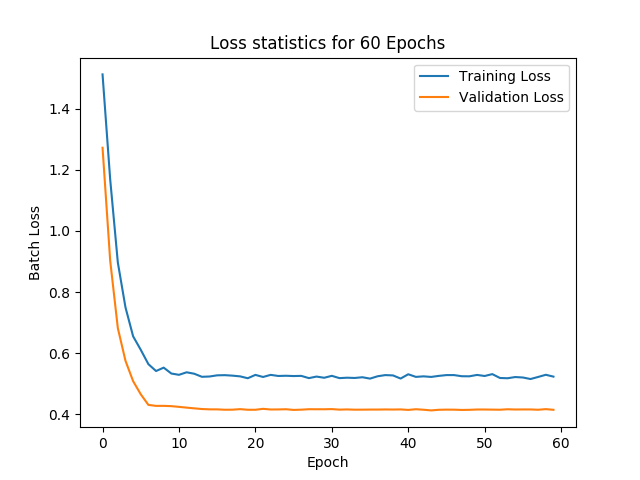 Loss statistics for 60 Epochs
Training Loss
Validation Loss
Batch Loss
1.4
1.2
1.0
0.8
0.6
0.4
0 10 20 30 40 50 60
Epoch